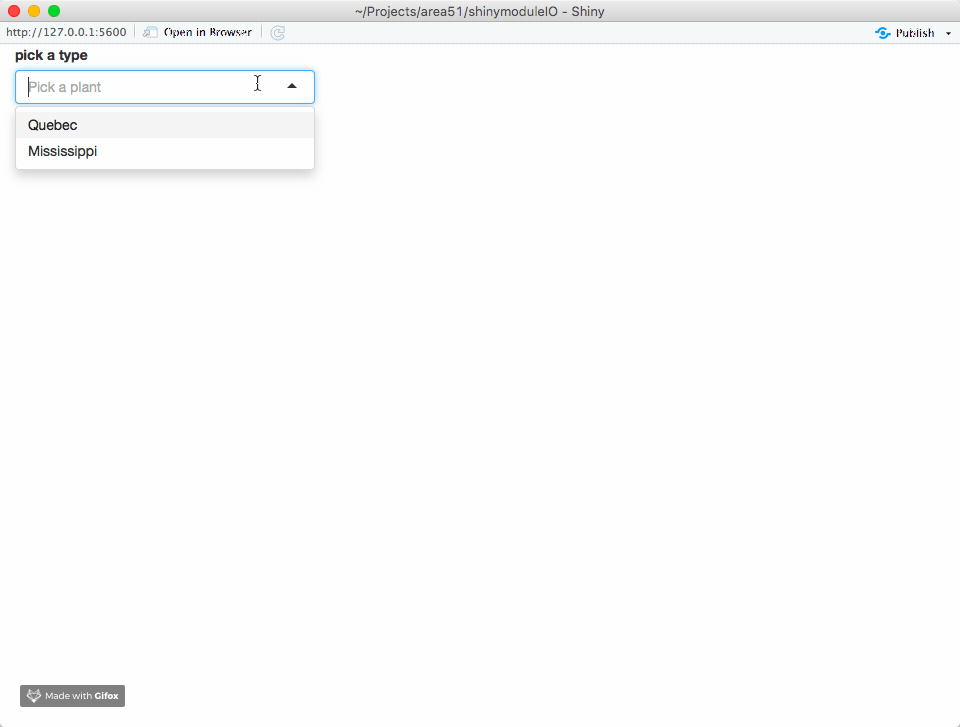 ~/Projects/area51/shinymoduleIO - Shiny
http://127.0.0.1:5600 Open in Browser Publish
pick a type
Pick a plant
Quebec
Mississippi
Made with Gifox